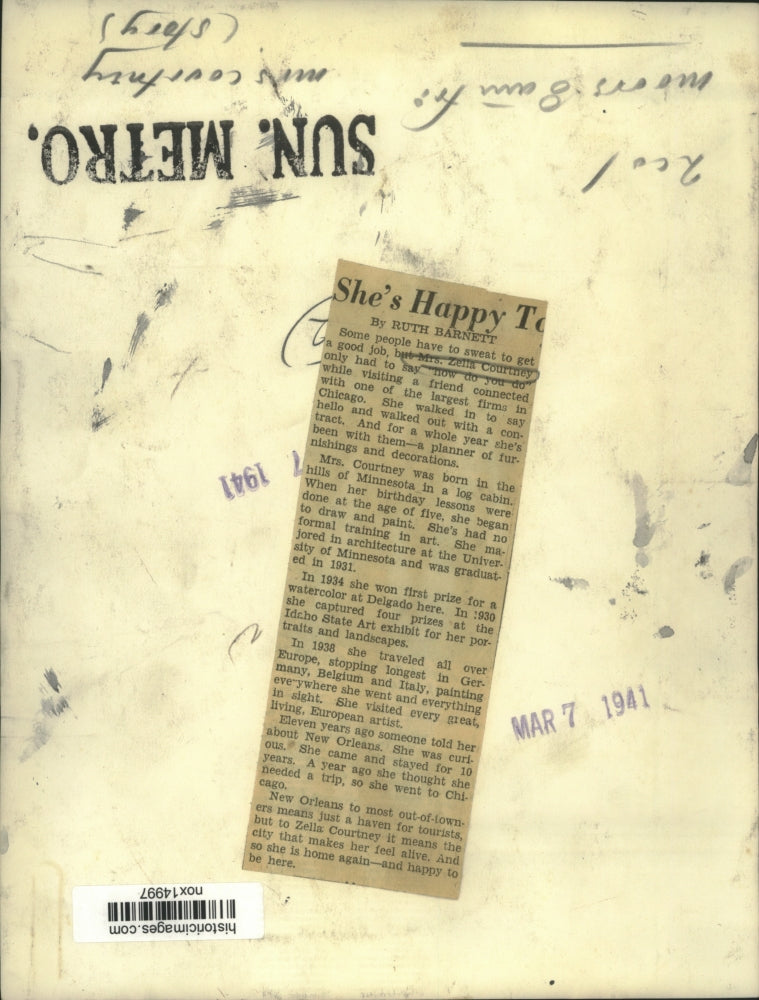 (story)
mrs courtney
SUN. METRO.
She's Happy To
By RUTH BARNETT
Some people have to sweat to get
a good job, but Mrs. Zella Courtney
only had to say "how do you do"
while visiting a friend connected
with one of the largest firms in
Chicago. She walked in to say
hello and walked out with a con-
tract. And for a whole year she's
been with them—a planner of fur-
nishings and decorations.
Mrs. Courtney was born in the
hills of Minnesota in a log cabin.
When her birthday lessons were
done at the age of five, she began
to draw and paint. She's had no
formal training in art. She ma-
jored in architecture at the Univer-
sity of Minnesota and was graduat-
ed in 1931.
In 1934 she won first prize for a
watercolor at Delgado here. In 1930
she captured four prizes at the
Idaho State Art exhibit for her por-
traits and landscapes.
In 1938 she traveled all over
Europe, stopping longest in Ger-
many, Belgium and Italy, painting
everywhere she went and everything
in sight. She visited every great,
living, European artist.
Eleven years ago someone told her
about New Orleans. She was curi-
ous. She came and stayed for 10
years. A year ago she thought she
needed a trip, so she went to Chi-
cago.
New Orleans to most out-of-town-
ers means just a haven for tourists,
but to Zella Courtney it means the
city that makes her feel alive. And
so she is home again—and happy to
be here.
7 1941
MAR 7 1941
historicimages.com
nox14997